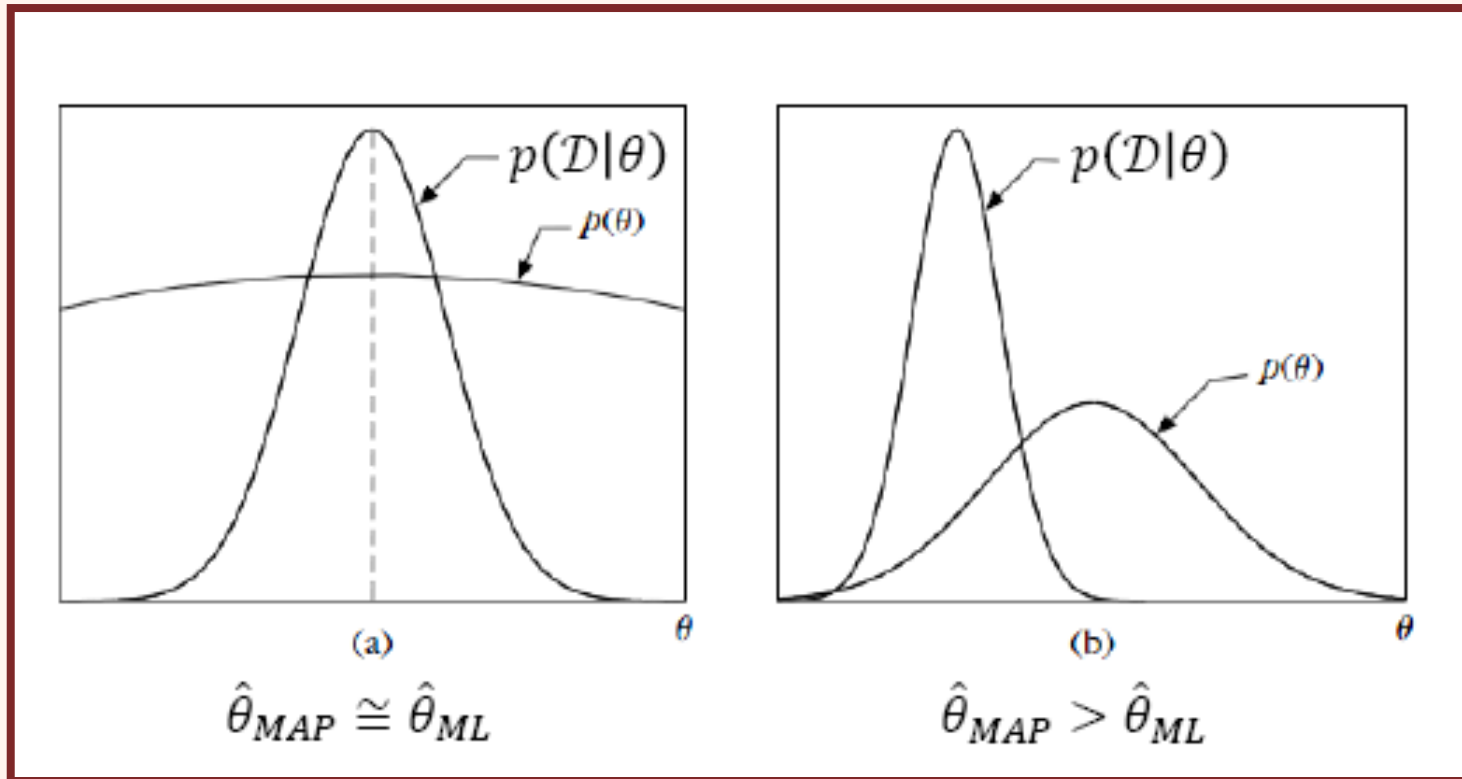 p(𝒟|θ)
p(θ)
θ
(a)
θ̂_MAP ≅ θ̂_ML
p(𝒟|θ)
p(θ)
θ
(b)
θ̂_MAP > θ̂_ML